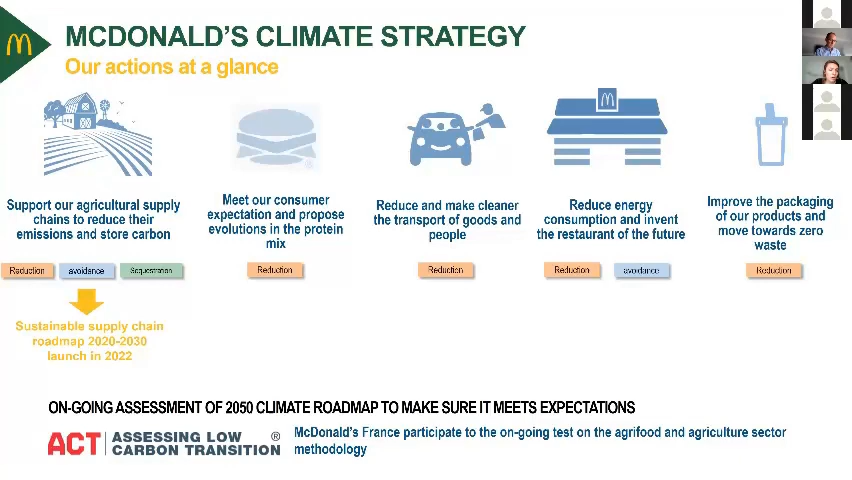 MCDONALD'S CLIMATE STRATEGY
Our actions at a glance
Support our agricultural supply
chains to reduce their
emissions and store carbon
Reduction
avoidance
Sequestration
Sustainable supply chain
roadmap 2020-2030
launch in 2022
Meet our consumer
expectation and propose
evolutions in the protein
mix
Reduction
Reduce and make cleaner
the transport of goods and
people
Reduction
Reduce energy
consumption and invent
the restaurant of the future
Reduction
avoidance
Improve the packaging
of our products and
move towards zero
waste
Reduction
ON-GOING ASSESSMENT OF 2050 CLIMATE ROADMAP TO MAKE SURE IT MEETS EXPECTATIONS
ACT
ASSESSING LOW ®
CARBON TRANSITION
McDonald's France participate to the on-going test on the agrifood and agriculture sector
methodology